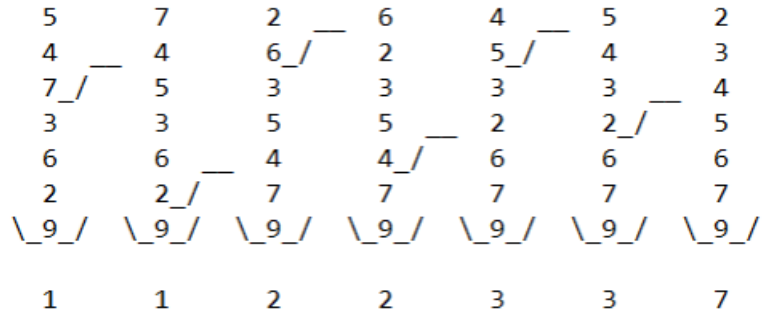 5 7 2 __ 6 4 __ 5 2
4 __ 4 6_/ 2 5_/ 4 3
7_/ 5 3 3 3 3 __ 4
3 3 5 5 __ 2 2_/ 5
6 6 __ 4 4_/ 6 6 6
2 2_/ 7 7 7 7 7
\_9_/ \_9_/ \_9_/ \_9_/ \_9_/ \_9_/ \_9_/
1 1 2 2 3 3 7